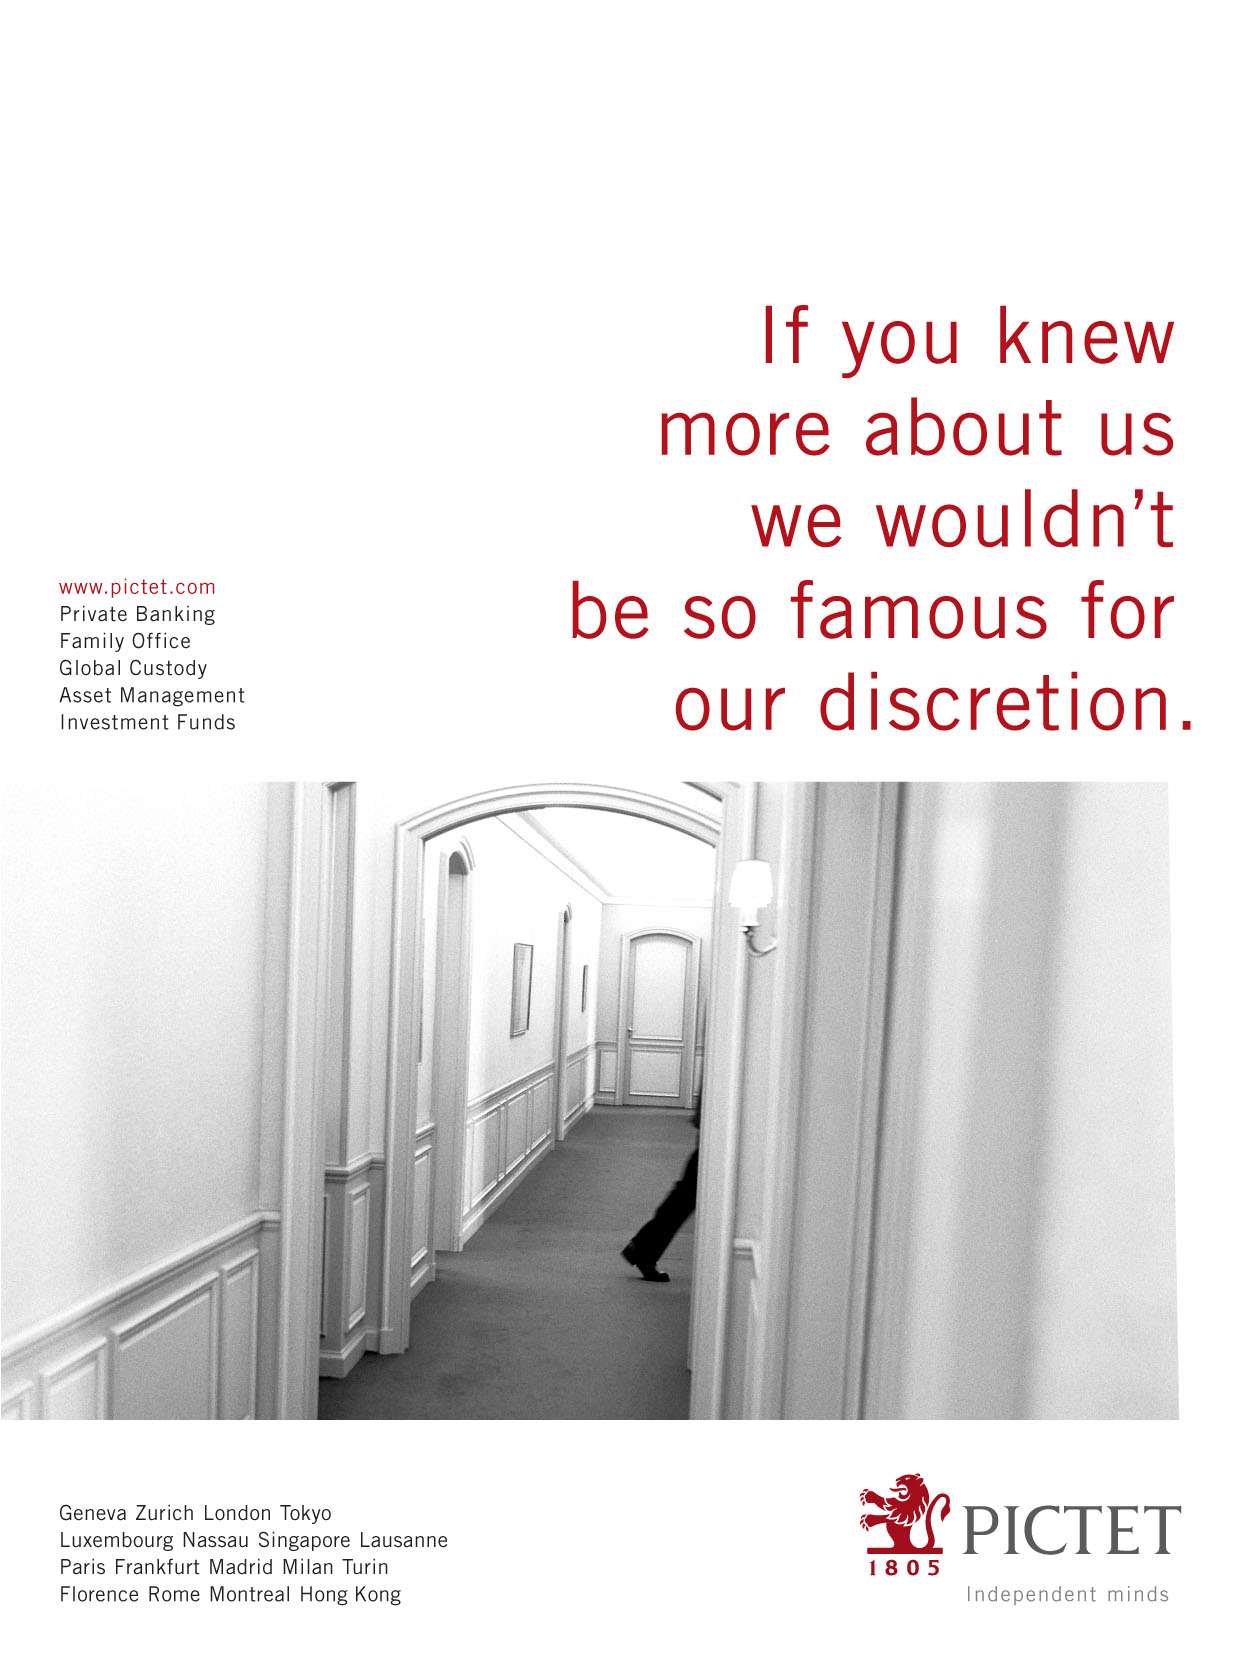 If you knew
more about us
we wouldn’t
be so famous for
our discretion.
www.pictet.com
Private Banking
Family Office
Global Custody
Asset Management
Investment Funds
Geneva Zurich London Tokyo
Luxembourg Nassau Singapore Lausanne
Paris Frankfurt Madrid Milan Turin
Florence Rome Montreal Hong Kong
1805
PICTET
Independent minds